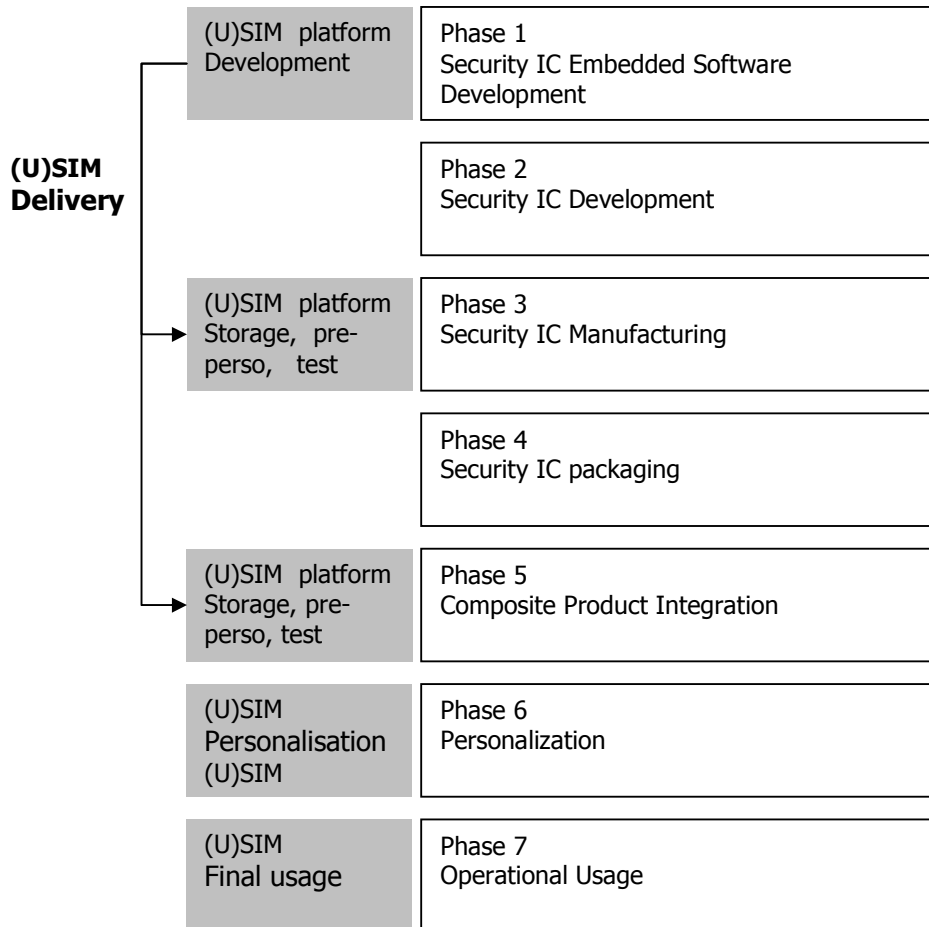 (U)SIM platform
Development
Phase 1
Security IC Embedded Software
Development
(U)SIM
Delivery
Phase 2
Security IC Development
(U)SIM platform
Storage, pre-
perso, test
Phase 3
Security IC Manufacturing
Phase 4
Security IC packaging
(U)SIM platform
Storage, pre-
perso, test
Phase 5
Composite Product Integration
(U)SIM
Personalisation
(U)SIM
Phase 6
Personalization
(U)SIM
Final usage
Phase 7
Operational Usage